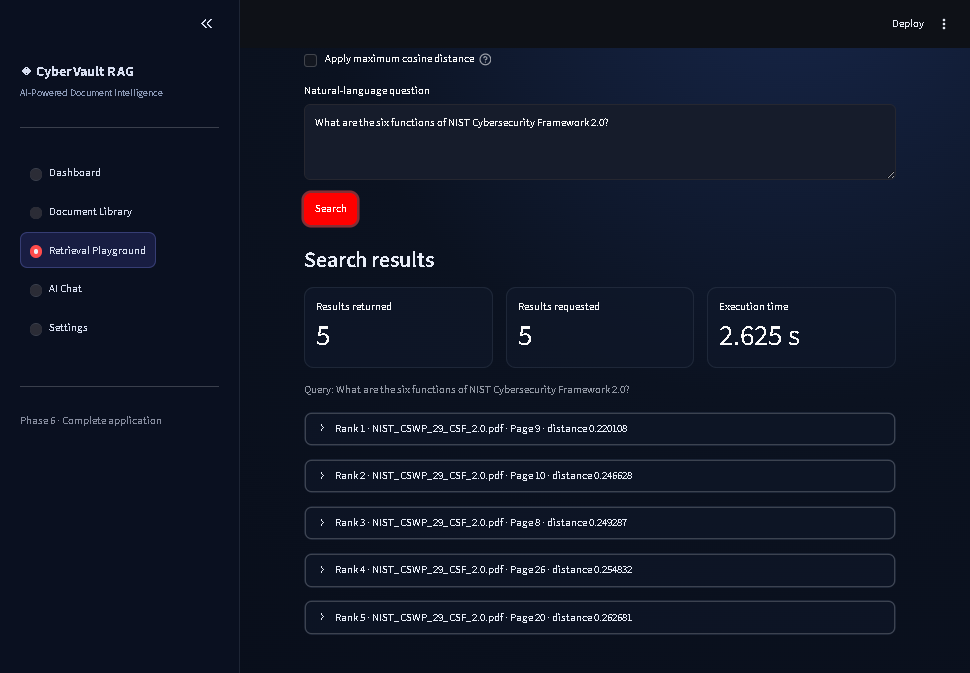 CyberVault RAG
AI-Powered Document Intelligence
Dashboard
Document Library
Retrieval Playground
AI Chat
Settings
Phase 6 · Complete application
Deploy
Apply maximum cosine distance
Natural-language question
What are the six functions of NIST Cybersecurity Framework 2.0?
Search
Search results
Results returned
5
Results requested
5
Execution time
2.625 s
Query: What are the six functions of NIST Cybersecurity Framework 2.0?
Rank 1 · NIST_CSWP_29_CSF_2.0.pdf · Page 9 · distance 0.220108
Rank 2 · NIST_CSWP_29_CSF_2.0.pdf · Page 10 · distance 0.246628
Rank 3 · NIST_CSWP_29_CSF_2.0.pdf · Page 8 · distance 0.249287
Rank 4 · NIST_CSWP_29_CSF_2.0.pdf · Page 26 · distance 0.254832
Rank 5 · NIST_CSWP_29_CSF_2.0.pdf · Page 20 · distance 0.262681